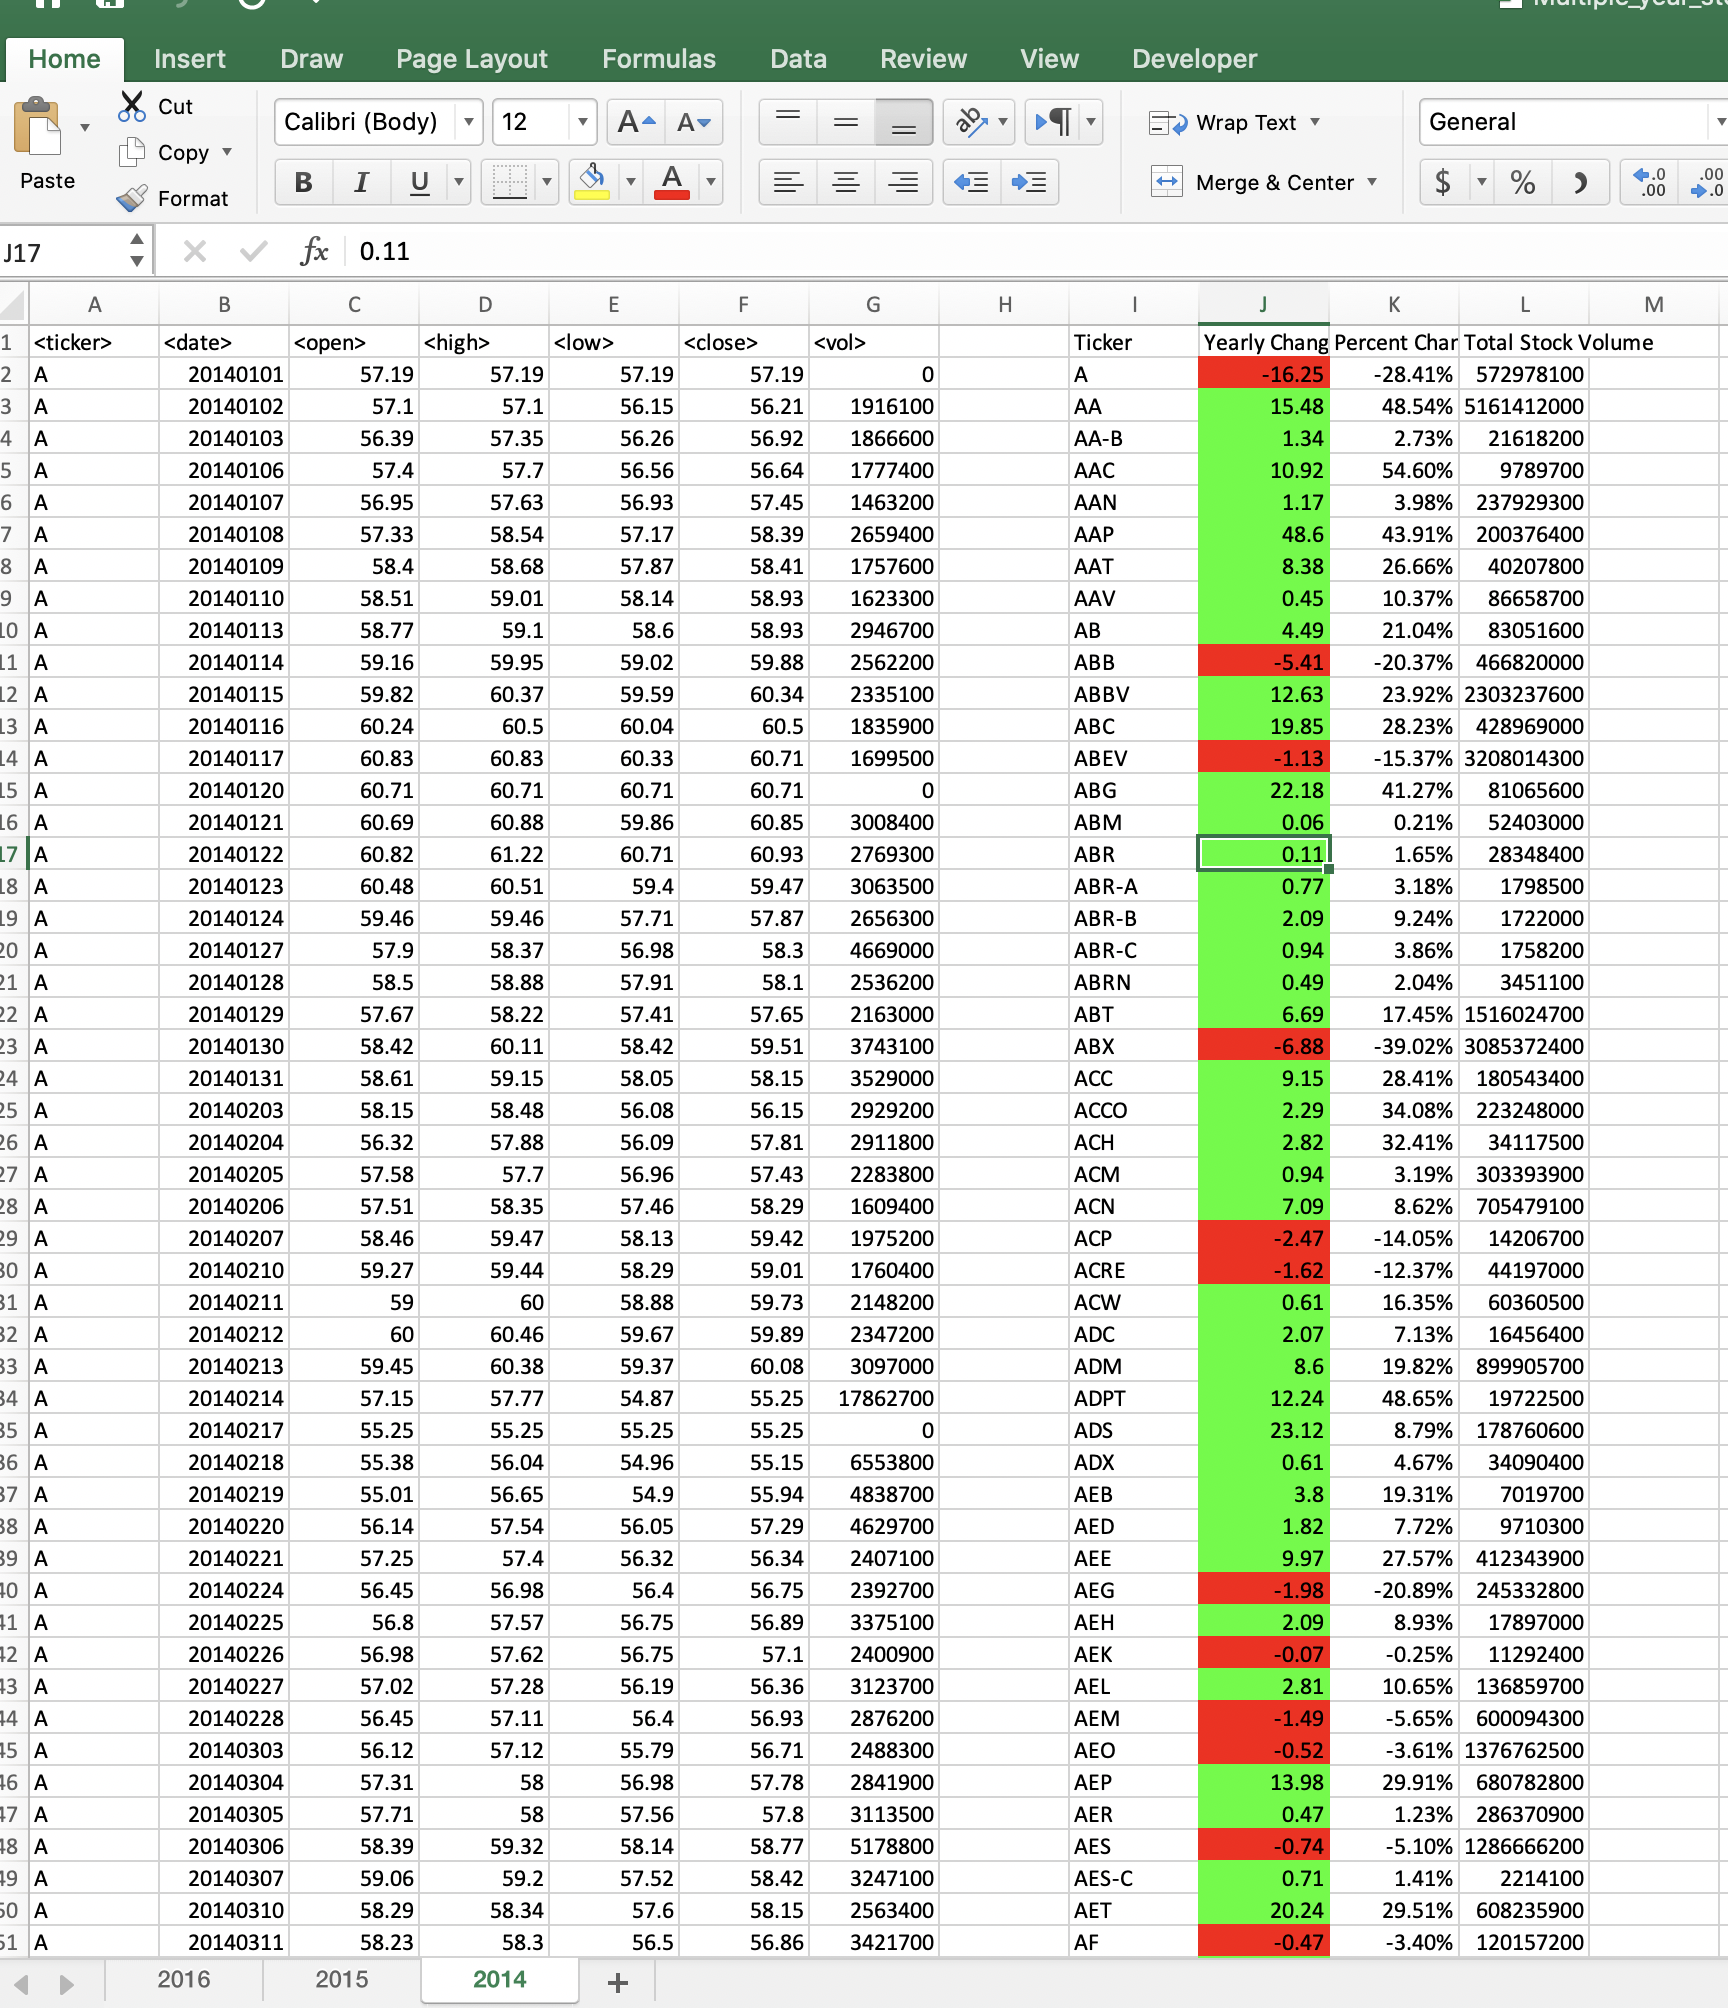 Home Insert Draw Page Layout Formulas Data Review View Developer
Cut
Copy
Format
Paste
Calibri (Body) 12 A A
B I U A
ab Wrap Text
Merge & Center
General
$ % .0 .00 .00 .0
J17 fx 0.11
A B C D E F G H I J K L M
1 <ticker> <date> <open> <high> <low> <close> <vol> Ticker Yearly Chang Percent Char Total Stock Volume
2 A 20140101 57.19 57.19 57.19 57.19 0 A -16.25 -28.41% 572978100
3 A 20140102 57.1 57.1 56.15 56.21 1916100 AA 15.48 48.54% 5161412000
4 A 20140103 56.39 57.35 56.26 56.92 1866600 AA-B 1.34 2.73% 21618200
5 A 20140106 57.4 57.7 56.56 56.64 1777400 AAC 10.92 54.60% 9789700
6 A 20140107 56.95 57.63 56.93 57.45 1463200 AAN 1.17 3.98% 237929300
7 A 20140108 57.33 58.54 57.17 58.39 2659400 AAP 48.6 43.91% 200376400
8 A 20140109 58.4 58.68 57.87 58.41 1757600 AAT 8.38 26.66% 40207800
9 A 20140110 58.51 59.01 58.14 58.93 1623300 AAV 0.45 10.37% 86658700
10 A 20140113 58.77 59.1 58.6 58.93 2946700 AB 4.49 21.04% 83051600
11 A 20140114 59.16 59.95 59.02 59.88 2562200 ABB -5.41 -20.37% 466820000
12 A 20140115 59.82 60.37 59.59 60.34 2335100 ABBV 12.63 23.92% 2303237600
13 A 20140116 60.24 60.5 60.04 60.5 1835900 ABC 19.85 28.23% 428969000
14 A 20140117 60.83 60.83 60.33 60.71 1699500 ABEV -1.13 -15.37% 3208014300
15 A 20140120 60.71 60.71 60.71 60.71 0 ABG 22.18 41.27% 81065600
16 A 20140121 60.69 60.88 59.86 60.85 3008400 ABM 0.06 0.21% 52403000
17 A 20140122 60.82 61.22 60.71 60.93 2769300 ABR 0.11 1.65% 28348400
18 A 20140123 60.48 60.51 59.4 59.47 3063500 ABR-A 0.77 3.18% 1798500
19 A 20140124 59.46 59.46 57.71 57.87 2656300 ABR-B 2.09 9.24% 1722000
20 A 20140127 57.9 58.37 56.98 58.3 4669000 ABR-C 0.94 3.86% 1758200
21 A 20140128 58.5 58.88 57.91 58.1 2536200 ABRN 0.49 2.04% 3451100
22 A 20140129 57.67 58.22 57.41 57.65 2163000 ABT 6.69 17.45% 1516024700
23 A 20140130 58.42 60.11 58.42 59.51 3743100 ABX -6.88 -39.02% 3085372400
24 A 20140131 58.61 59.15 58.05 58.15 3529000 ACC 9.15 28.41% 180543400
25 A 20140203 58.15 58.48 56.08 56.15 2929200 ACCO 2.29 34.08% 223248000
26 A 20140204 56.32 57.88 56.09 57.81 2911800 ACH 2.82 32.41% 34117500
27 A 20140205 57.58 57.7 56.96 57.43 2283800 ACM 0.94 3.19% 303393900
28 A 20140206 57.51 58.35 57.46 58.29 1609400 ACN 7.09 8.62% 705479100
29 A 20140207 58.46 59.47 58.13 59.42 1975200 ACP -2.47 -14.05% 14206700
30 A 20140210 59.27 59.44 58.29 59.01 1760400 ACRE -1.62 -12.37% 44197000
31 A 20140211 59 60 58.88 59.73 2148200 ACW 0.61 16.35% 60360500
32 A 20140212 60 60.46 59.67 59.89 2347200 ADC 2.07 7.13% 16456400
33 A 20140213 59.45 60.38 59.37 60.08 3097000 ADM 8.6 19.82% 899905700
34 A 20140214 57.15 57.77 54.87 55.25 17862700 ADPT 12.24 48.65% 19722500
35 A 20140217 55.25 55.25 55.25 55.25 0 ADS 23.12 8.79% 178760600
36 A 20140218 55.38 56.04 54.96 55.15 6553800 ADX 0.61 4.67% 34090400
37 A 20140219 55.01 56.65 54.9 55.94 4838700 AEB 3.8 19.31% 7019700
38 A 20140220 56.14 57.54 56.05 57.29 4629700 AED 1.82 7.72% 9710300
39 A 20140221 57.25 57.4 56.32 56.34 2407100 AEE 9.97 27.57% 412343900
40 A 20140224 56.45 56.98 56.4 56.75 2392700 AEG -1.98 -20.89% 245332800
41 A 20140225 56.8 57.57 56.75 56.89 3375100 AEH 2.09 8.93% 17897000
42 A 20140226 56.98 57.62 56.75 57.1 2400900 AEK -0.07 -0.25% 11292400
43 A 20140227 57.02 57.28 56.19 56.36 3123700 AEL 2.81 10.65% 136859700
44 A 20140228 56.45 57.11 56.4 56.93 2876200 AEM -1.49 -5.65% 600094300
45 A 20140303 56.12 57.12 55.79 56.71 2488300 AEO -0.52 -3.61% 1376762500
46 A 20140304 57.31 58 56.98 57.78 2841900 AEP 13.98 29.91% 680782800
47 A 20140305 57.71 58 57.56 57.8 3113500 AER 0.47 1.23% 286370900
48 A 20140306 58.39 59.32 58.14 58.77 5178800 AES -0.74 -5.10% 1286666200
49 A 20140307 59.06 59.2 57.52 58.42 3247100 AES-C 0.71 1.41% 2214100
50 A 20140310 58.29 58.34 57.6 58.15 2563400 AET 20.24 29.51% 608235900
51 A 20140311 58.23 58.3 56.5 56.86 3421700 AF -0.47 -3.40% 120157200
2016 2015 2014 +